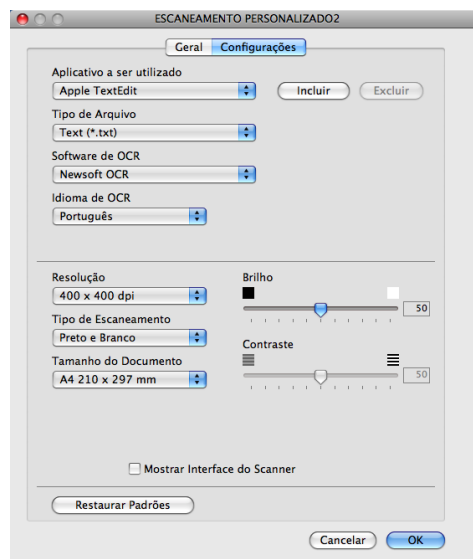 ESCANEAMENTO PERSONALIZADO2
Geral Configurações
Aplicativo a ser utilizado
Apple TextEdit Incluir Excluir
Tipo de Arquivo
Text (*.txt)
Software de OCR
Newsoft OCR
Idioma de OCR
Português
Resolução Brilho
400 x 400 dpi 50
Tipo de Escaneamento
Preto e Branco
Contraste
Tamanho do Documento
A4 210 x 297 mm 50
Mostrar Interface do Scanner
Restaurar Padrões
Cancelar OK